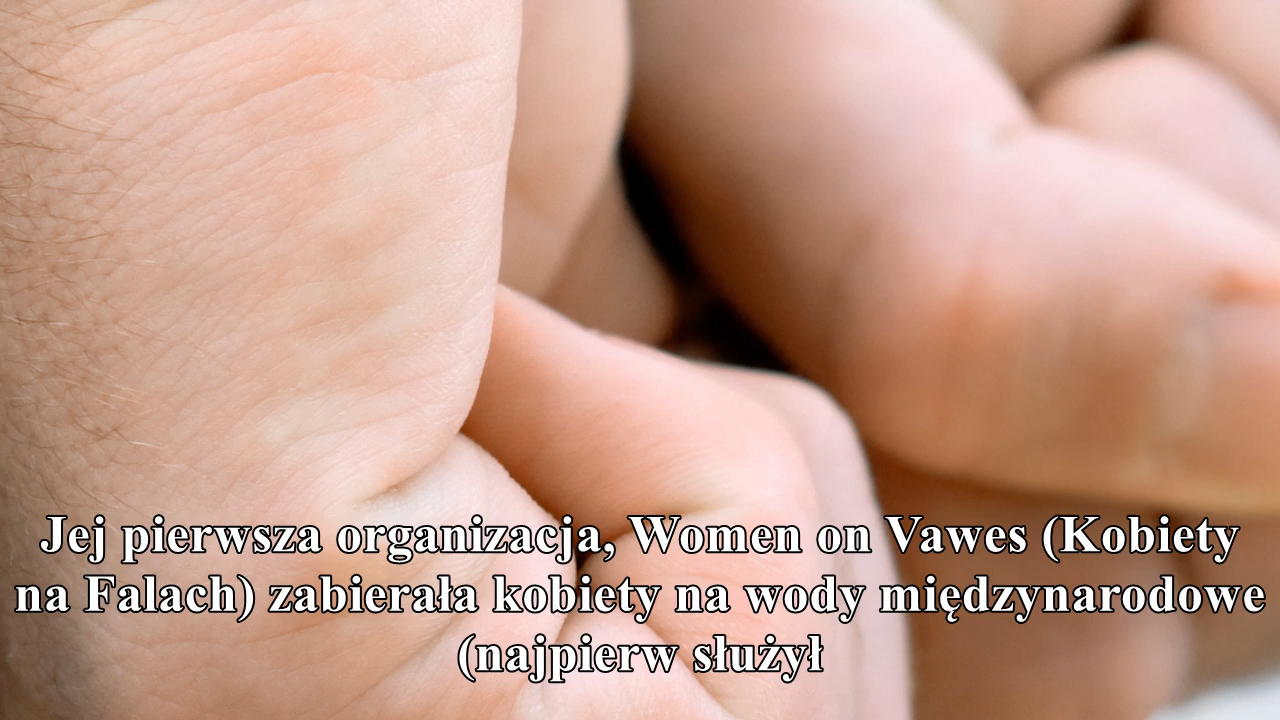 Jej pierwsza organizacja, Women on Vawes (Kobiety
na Falach) zabierała kobiety na wody międzynarodowe
(najpierw służył